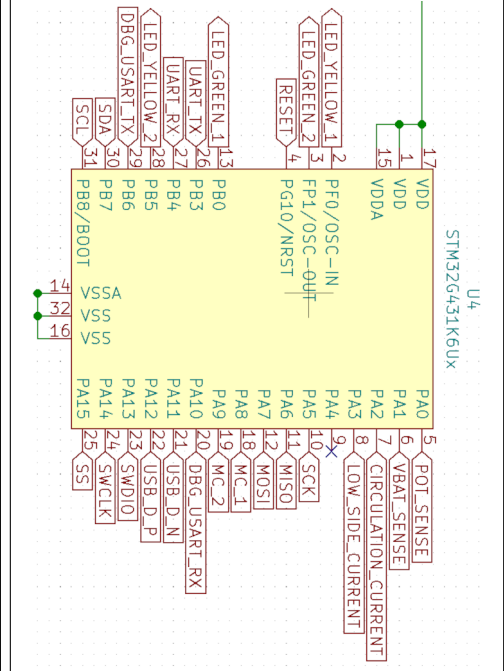 U4
STM32G431K6Ux
17 VDD PA0 5 POT_SENSE
1 VDD PA1 6 VBAT_SENSE
15 VDDA PA2 7 CIRCULATION_CURRENT
PA3 8 LOW_SIDE_CURRENT
LED_YELLOW_1 2 PF0/OSC-IN PA4 9
LED_GREEN_2 3 FP1/OSC-OUT PA5 10 SCK
RESET 4 PG10/NRST PA6 11 MISO
PA7 12 MOSI
PA8 18 MC_1
LED_GREEN_1 13 PB0 PA9 19 MC_2
UART_TX 26 PB3 PA10 20 DBG_USART_RX
UART_RX 27 PB4 PA11 21 USB_D_N
LED_YELLOW_2 28 PB5 PA12 22 USB_D_P
DBG_USART_TX 29 PB6 PA13 23 SWDIO
SDA 30 PB7 PA14 24 SWCLK
SCL 31 PB8/BOOT PA15 25 SS
14 VSSA
32 VSS
16 VSS